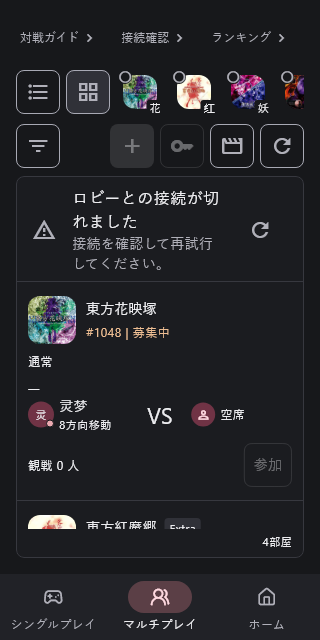 対戦ガイド
接続確認
ランキング
花
红
妖
ロビーとの接続が切
れました
接続を確認して再試行
してください。
東方花映塚
#1048 | 募集中
通常
—
灵
灵梦
8方向移動
VS
空席
観戦 0 人
参加
東方紅魔郷
Extra
4部屋
シングルプレイ
マルチプレイ
ホーム